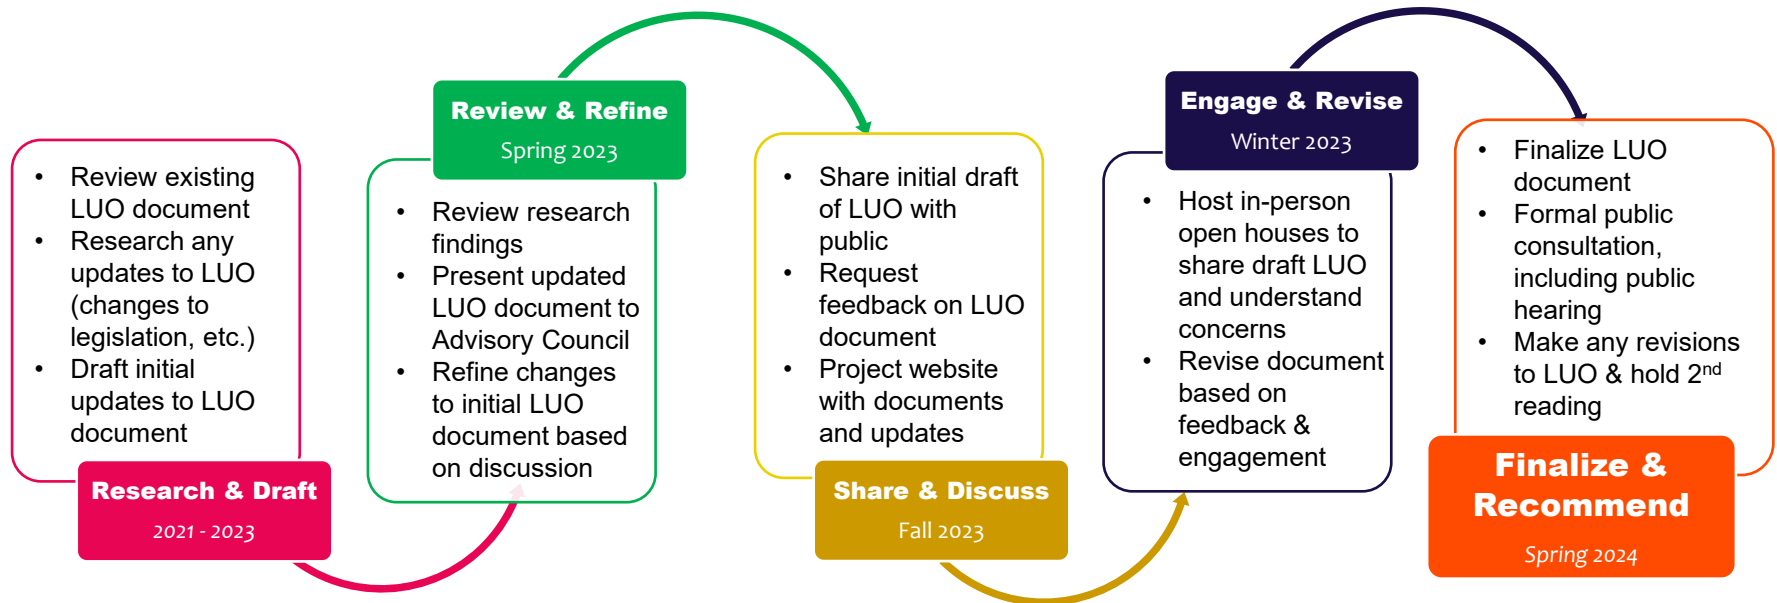 • Review existing
LUO document
• Research any
updates to LUO
(changes to
legislation, etc.)
• Draft initial
updates to LUO
document
Research & Draft
2021 - 2023
Review & Refine
Spring 2023
• Review research
findings
• Present updated
LUO document to
Advisory Council
• Refine changes
to initial LUO
document based
on discussion
• Share initial draft
of LUO with
public
• Request
feedback on LUO
document
• Project website
with documents
and updates
Share & Discuss
Fall 2023
Engage & Revise
Winter 2023
• Host in-person
open houses to
share draft LUO
and understand
concerns
• Revise document
based on
feedback &
engagement
• Finalize LUO
document
• Formal public
consultation,
including public
hearing
• Make any revisions
to LUO & hold 2nd
reading
Finalize &
Recommend
Spring 2024